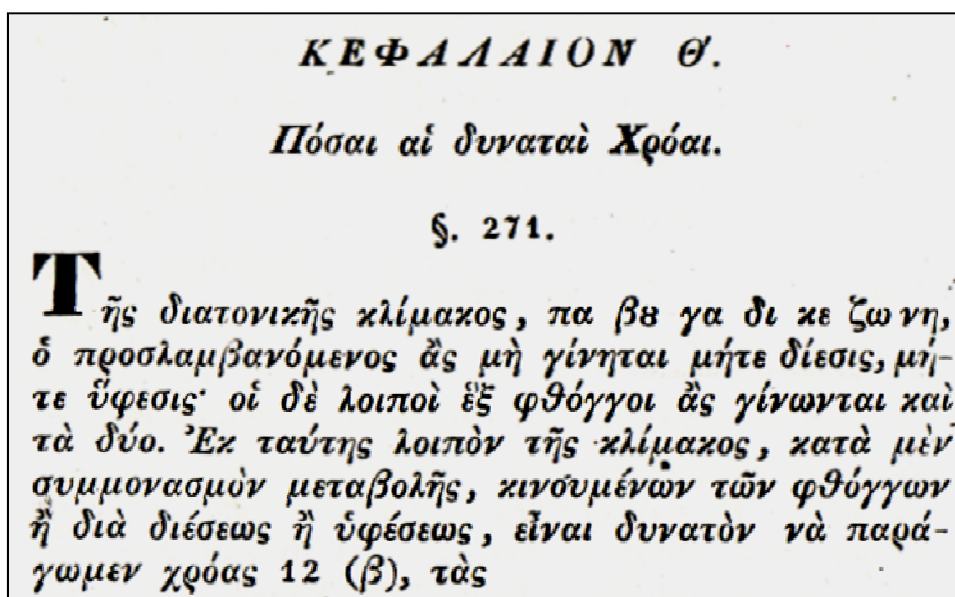 ΚΕΦΑΛΑΙΟΝ Θ'.
Πόσαι αἱ δυναταὶ Χρόαι.
§. 271.
Τῆς διατονικῆς κλίμακος, πα βȣ γα δι κε ζω νη,
ὁ προσλαμβανόμενος ἂς μὴ γίνηται μήτε δίεσις, μή-
τε ὕφεσις· οἱ δὲ λοιποὶ ἓξ φθόγγοι ἂς γίνωνται καὶ
τὰ δύο. Ἐκ ταύτης λοιπὸν τῆς κλίμακος, κατὰ μὲν
συμμονασμὸν μεταβολῆς, κινουμένων τῶν φθόγγων
ἢ διὰ διέσεως ἢ ὑφέσεως, εἶναι δυνατὸν νὰ παρά-
γωμεν χρόας 12 (β), τὰς